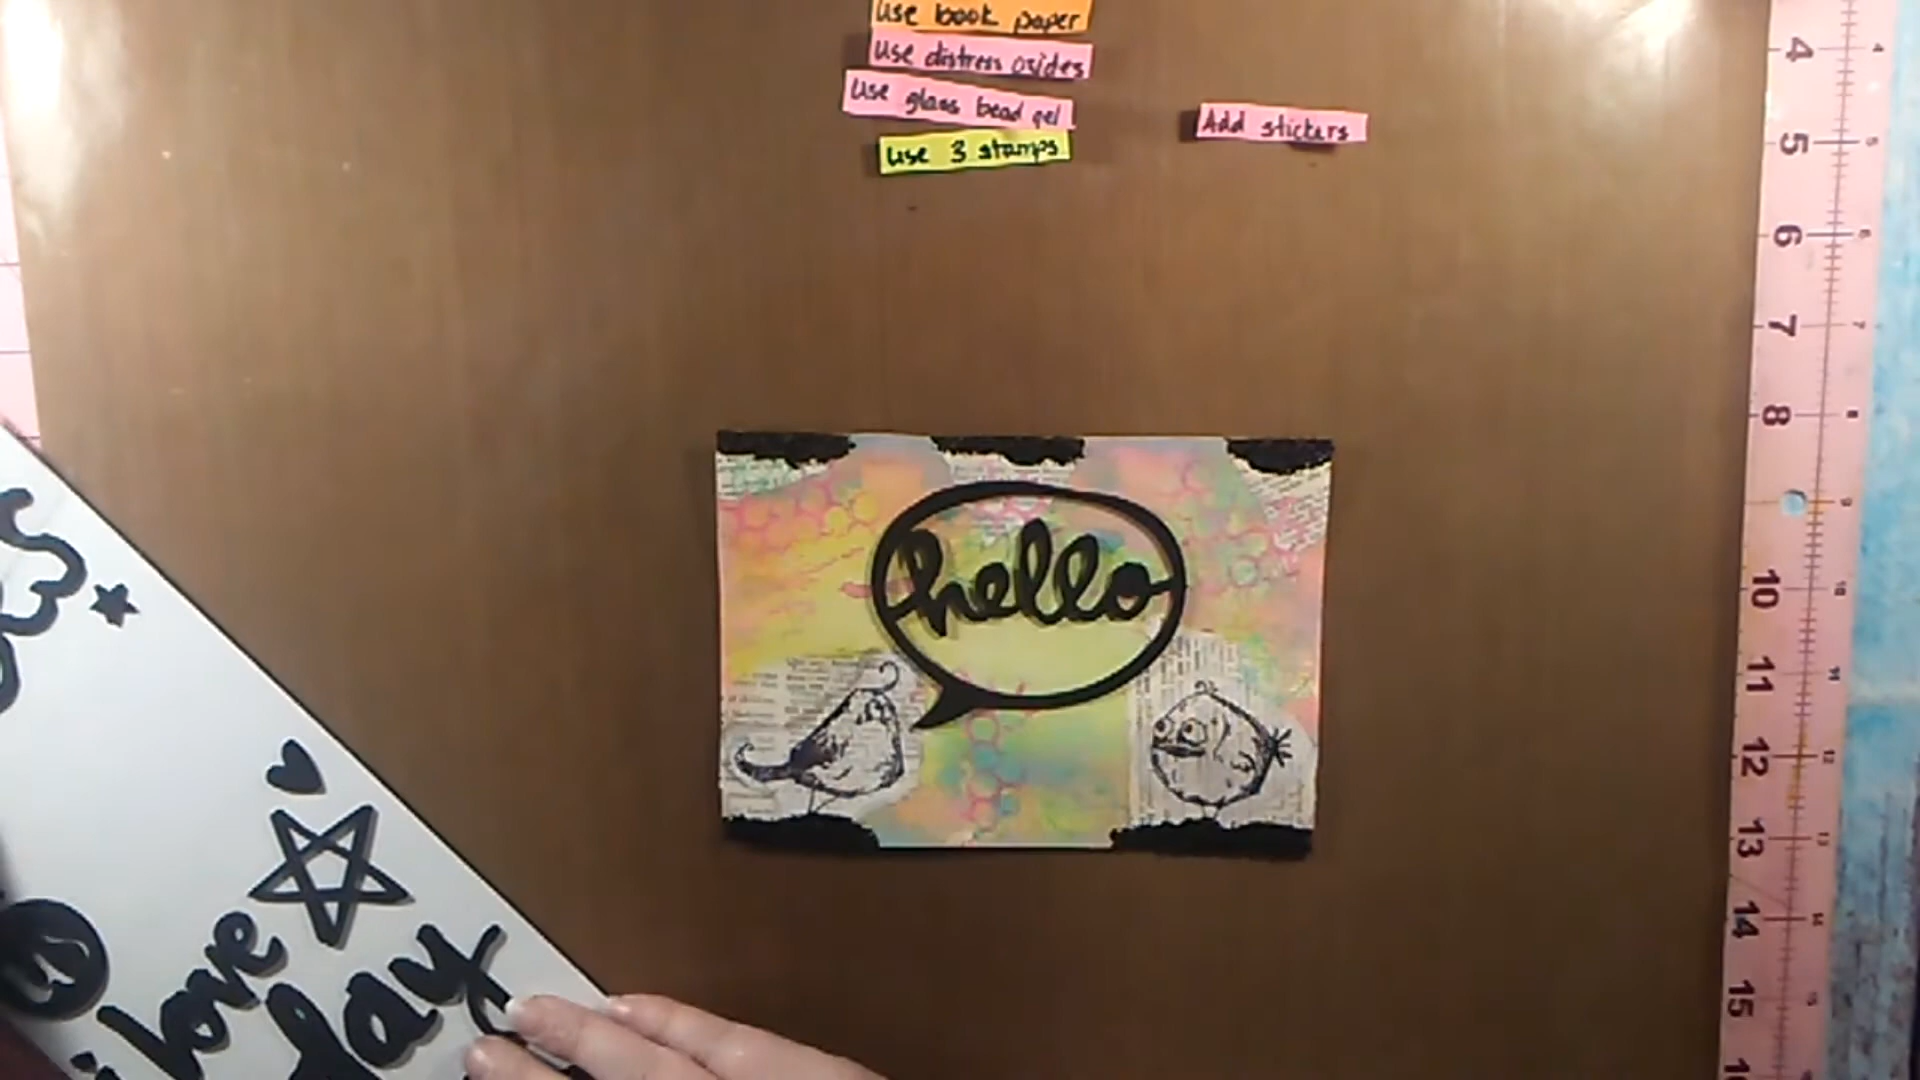 use book paper
use distress oxides
use glass bead gel
use 3 stamps
Add stickers
hello
love
day
4
5
6
7
8
10
11
12
13
14
15